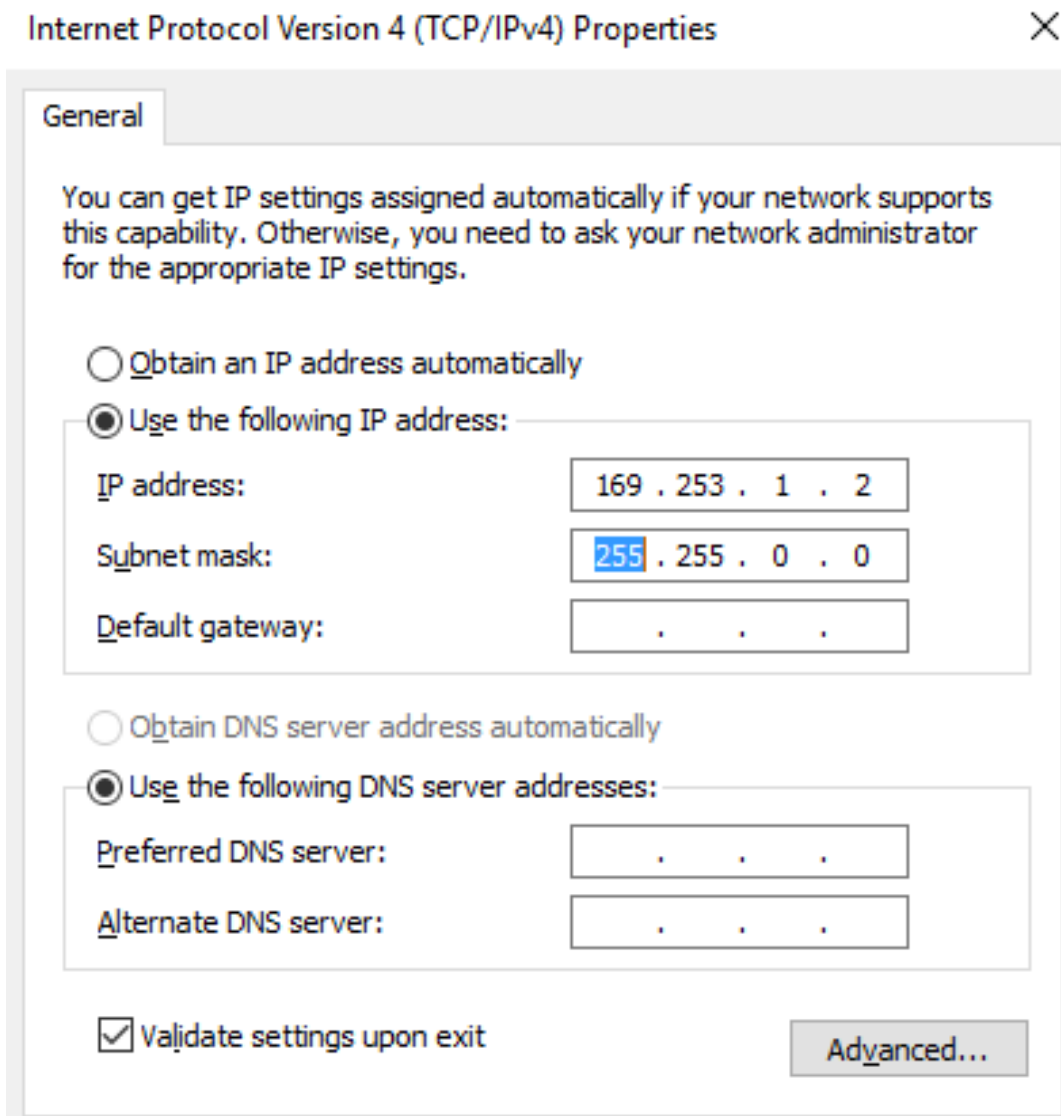 Internet Protocol Version 4 (TCP/IPv4) Properties
General
You can get IP settings assigned automatically if your network supports
this capability. Otherwise, you need to ask your network administrator
for the appropriate IP settings.
Obtain an IP address automatically
Use the following IP address:
IP address: 169 . 253 . 1 . 2
Subnet mask: 255 . 255 . 0 . 0
Default gateway: . . .
Obtain DNS server address automatically
Use the following DNS server addresses:
Preferred DNS server: . . .
Alternate DNS server: . . .
Validate settings upon exit
Advanced...